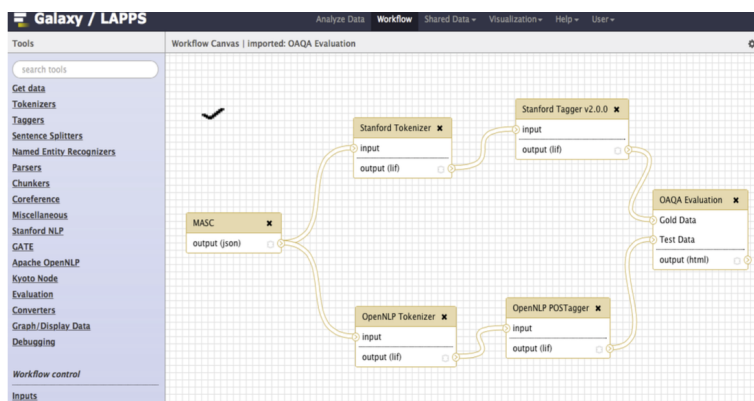 Galaxy / LAPPS
Analyze Data Workflow Shared Data Visualization Help User
Tools
Workflow Canvas | imported: OAQA Evaluation
search tools
Get data
Tokenizers
Taggers
Sentence Splitters
Named Entity Recognizers
Parsers
Chunkers
Coreference
Miscellaneous
Stanford NLP
GATE
Apache OpenNLP
Kyoto Node
Evaluation
Converters
Graph/Display Data
Debugging
Workflow control
Inputs
MASC
output (json)
Stanford Tokenizer
input
output (lif)
Stanford Tagger v2.0.0
input
output (lif)
OpenNLP Tokenizer
input
output (lif)
OpenNLP POSTagger
input
output (lif)
OAQA Evaluation
Gold Data
Test Data
output (html)